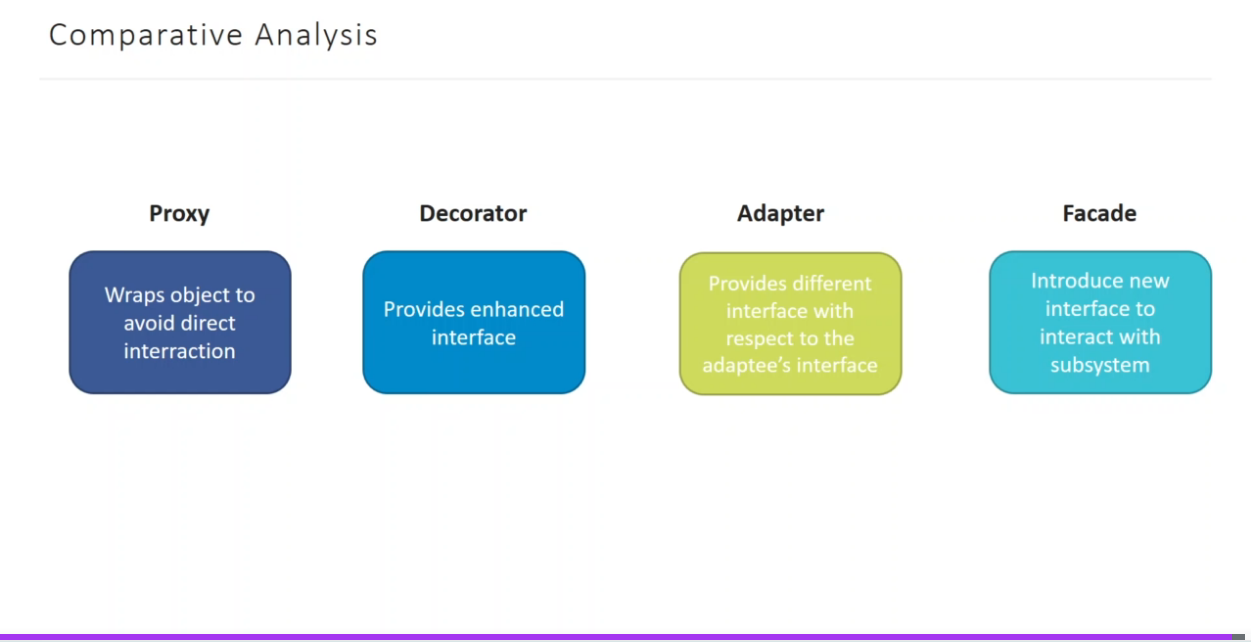 Comparative Analysis
Proxy
Wraps object to
avoid direct
interraction
Decorator
Provides enhanced
interface
Adapter
Provides different
interface with
respect to the
adaptee's interface
Facade
Introduce new
interface to
interact with
subsystem